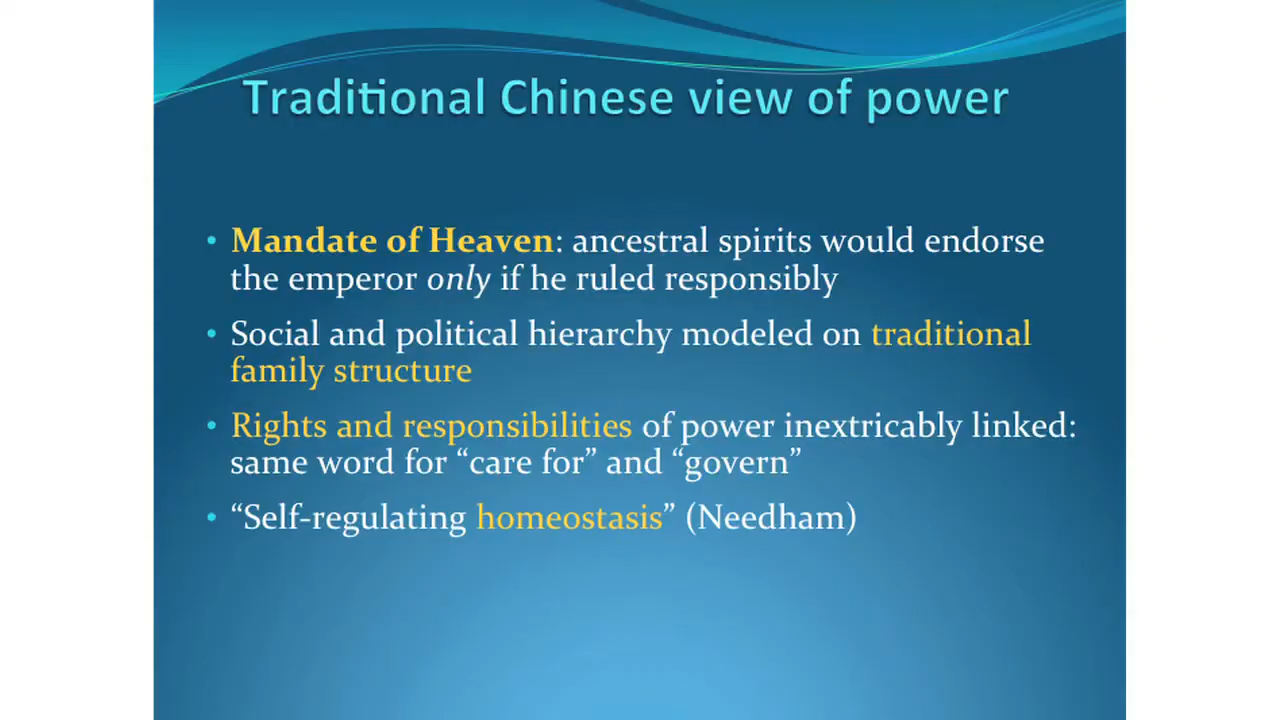 Traditional Chinese view of power
• Mandate of Heaven: ancestral spirits would endorse
the emperor only if he ruled responsibly
• Social and political hierarchy modeled on traditional
family structure
• Rights and responsibilities of power inextricably linked:
same word for “care for” and “govern”
• “Self-regulating homeostasis” (Needham)